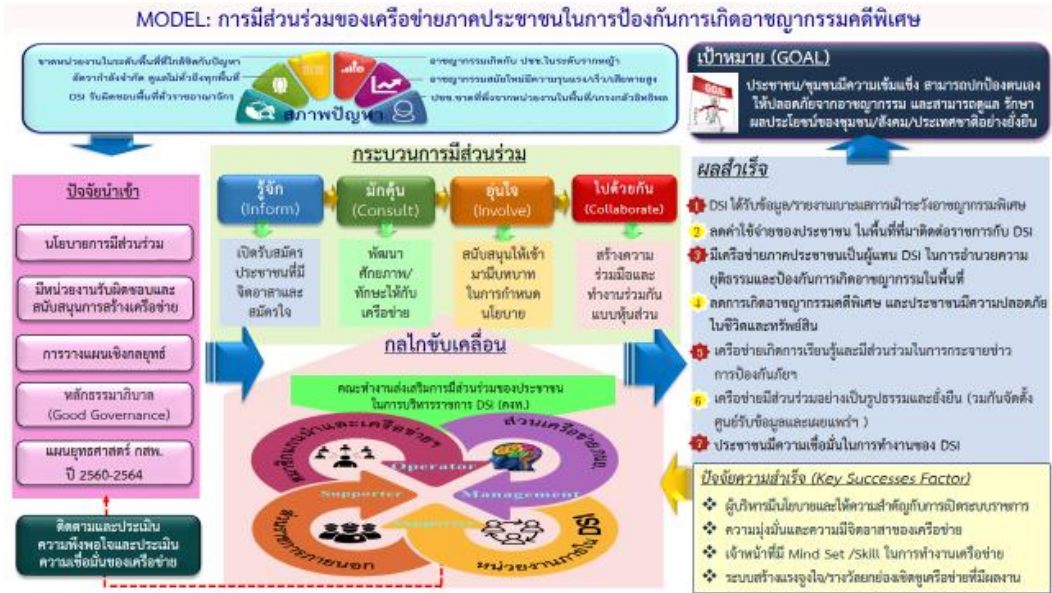 MODEL: การมีส่วนร่วมของเครือข่ายภาคประชาชนในการป้องกันการเกิดอาชญากรรมคดีพิเศษ
ขาดหน่วยงานในระดับพื้นที่ที่ใกล้ชิดกับปัญหา
อัตรากำลังจำกัด ดูแลไม่ทั่วถึงทุกพื้นที่
DSI รับผิดชอบพื้นที่ทั่วราชอาณาจักร
อาชญากรรมเกิดกับ ปชช.ในระดับรากหญ้า
อาชญากรรมสมัยใหม่มีความรุนแรง/เร็ว/เสียหายสูง
ปชช.ขาดที่พึ่งจากหน่วยงานในพื้นที่/เกรงกลัวอิทธิพล
สภาพปัญหา
เป้าหมาย (GOAL)
GOAL
ประชาชน/ชุมชนมีความเข้มแข็ง สามารถปกป้องตนเอง
ให้ปลอดภัยจากอาชญากรรม และสามารถดูแล รักษา
ผลประโยชน์ของชุมชน/สังคม/ประเทศชาติอย่างยั่งยืน
ปัจจัยนำเข้า
นโยบายการมีส่วนร่วม
มีหน่วยงานรับผิดชอบและ
สนับสนุนการสร้างเครือข่าย
การวางแผนเชิงกลยุทธ์
หลักธรรมาภิบาล
(Good Governance)
แผนยุทธศาสตร์ กสพ.
ปี 2560-2564
ติดตามและประเมิน
ความพึงพอใจและประเมิน
ความเชื่อมั่นของเครือข่าย
กระบวนการมีส่วนร่วม
รู้จัก
(Inform)
มักคุ้น
(Consult)
อุ่นใจ
(Involve)
ไปด้วยกัน
(Collaborate)
เปิดรับสมัคร
ประชาชนที่มี
จิตอาสาและ
สมัครใจ
พัฒนา
ศักยภาพ/
ทักษะให้กับ
เครือข่าย
สนับสนุนให้เข้า
มามีบทบาท
ในการกำหนด
นโยบาย
สร้างความ
ร่วมมือและ
ทำงานร่วมกัน
แบบหุ้นส่วน
กลไกขับเคลื่อน
คณะทำงานส่งเสริมการมีส่วนร่วมของประชาชน
ในการบริหารราชการ DSI (คงท.)
สมาชิกแกนนำและเครือข่ายฯ
ส่วนเครือข่ายภาค
Operator
Supporter
Management
Supporter
ส่วนราชการภายนอก
หน่วยงานภายใน DSI
ผลสำเร็จ
1 DSI ได้รับข้อมูล/รายงานเบาะแสการเฝ้าระวังอาชญากรรมพิเศษ
2 ลดค่าใช้จ่ายของประชาชน ในพื้นที่ที่มาติดต่อราชการกับ DSI
3 มีเครือข่ายภาคประชาชนเป็นผู้แทน DSI ในการอำนวยความ
ยุติธรรมและป้องกันการเกิดอาชญากรรมในพื้นที่
4 ลดการเกิดอาชญากรรมคดีพิเศษ และประชาชนมีความปลอดภัย
ในชีวิตและทรัพย์สิน
5 เครือข่ายเกิดการเรียนรู้และมีส่วนร่วมในการกระจายข่าว
การป้องกันภัยฯ
6 เครือข่ายมีส่วนร่วมอย่างเป็นรูปธรรมและยั่งยืน (รวมกันจัดตั้ง
ศูนย์รับข้อมูลและเผยแพร่ฯ )
7 ประชาชนมีความเชื่อมั่นในการทำงานของ DSI
ปัจจัยความสำเร็จ (Key Successes Factor)
❖ ผู้บริหารมีนโยบายและให้ความสำคัญกับการเปิดระบบราชการ
❖ ความมุ่งมั่นและความมีจิตอาสาของเครือข่าย
❖ เจ้าหน้าที่มี Mind Set /Skill ในการทำงานเครือข่าย
❖ ระบบสร้างแรงจูงใจ/รางวัลยกย่องเชิดชูเครือข่ายที่มีผลงาน